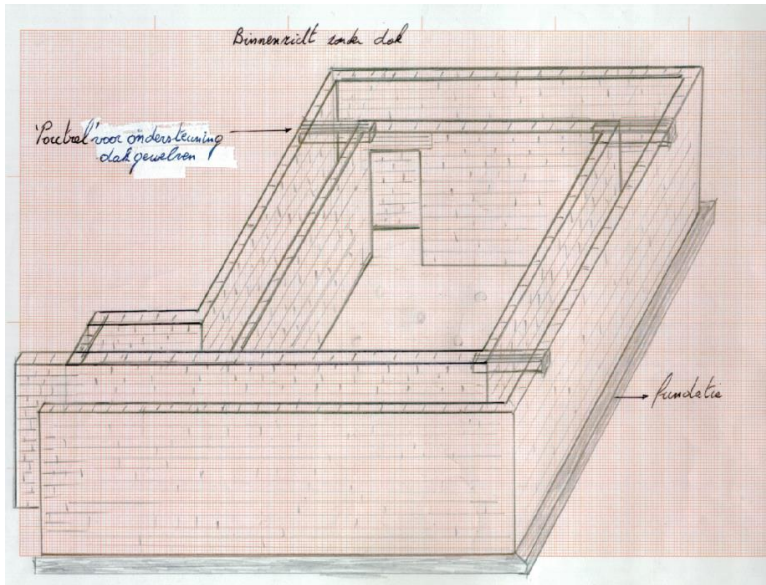 Binnenzicht zonder dak
'Poutrel' voor ondersteuning
dakgewelven
fundatie